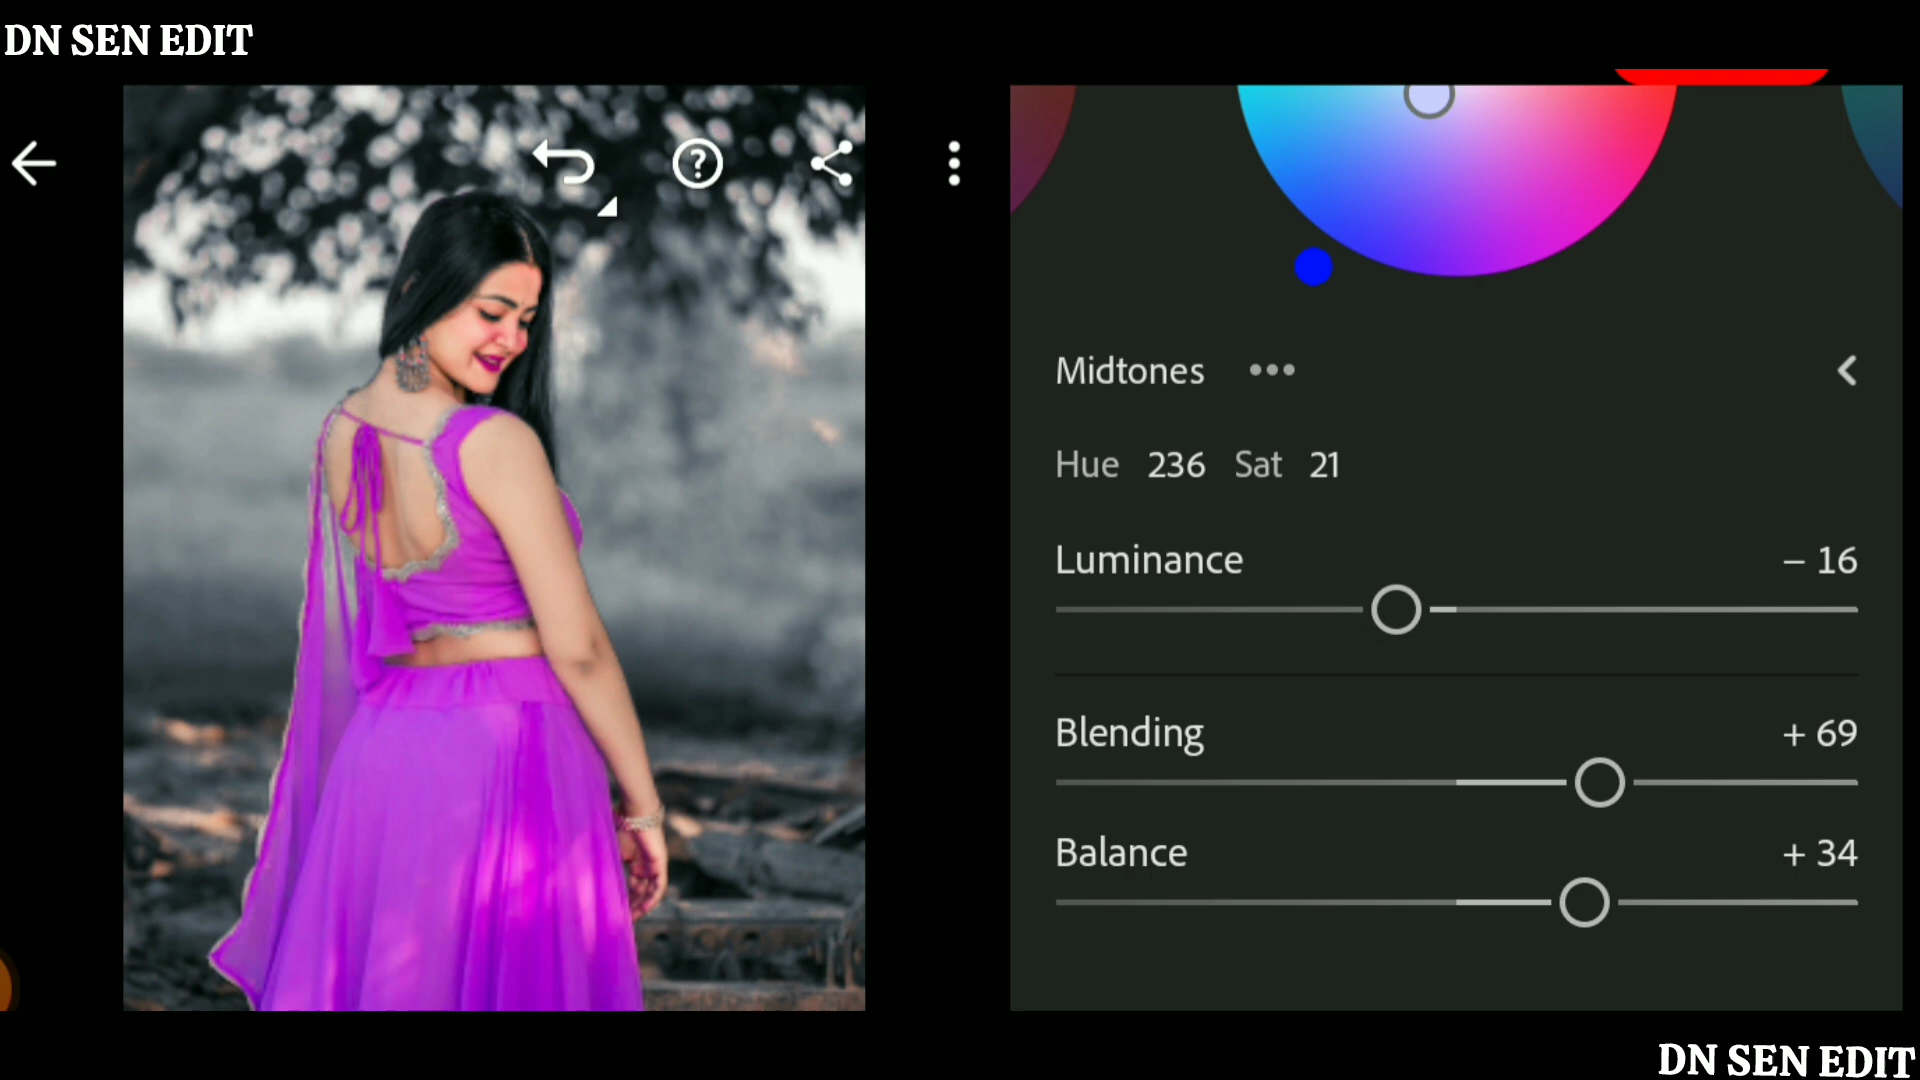 DN SEN EDIT
Midtones
Hue 236 Sat 21
Luminance − 16
Blending + 69
Balance + 34
DN SEN EDIT